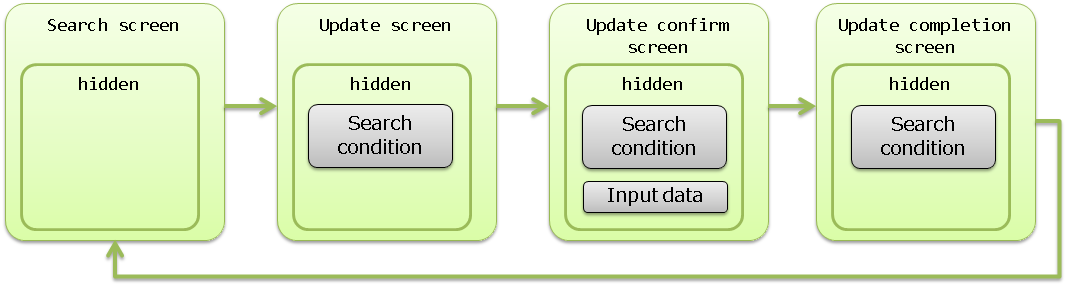 Search screen
hidden
Update screen
hidden
Search
condition
Update confirm
screen
hidden
Search
condition
Input data
Update completion
screen
hidden
Search
condition